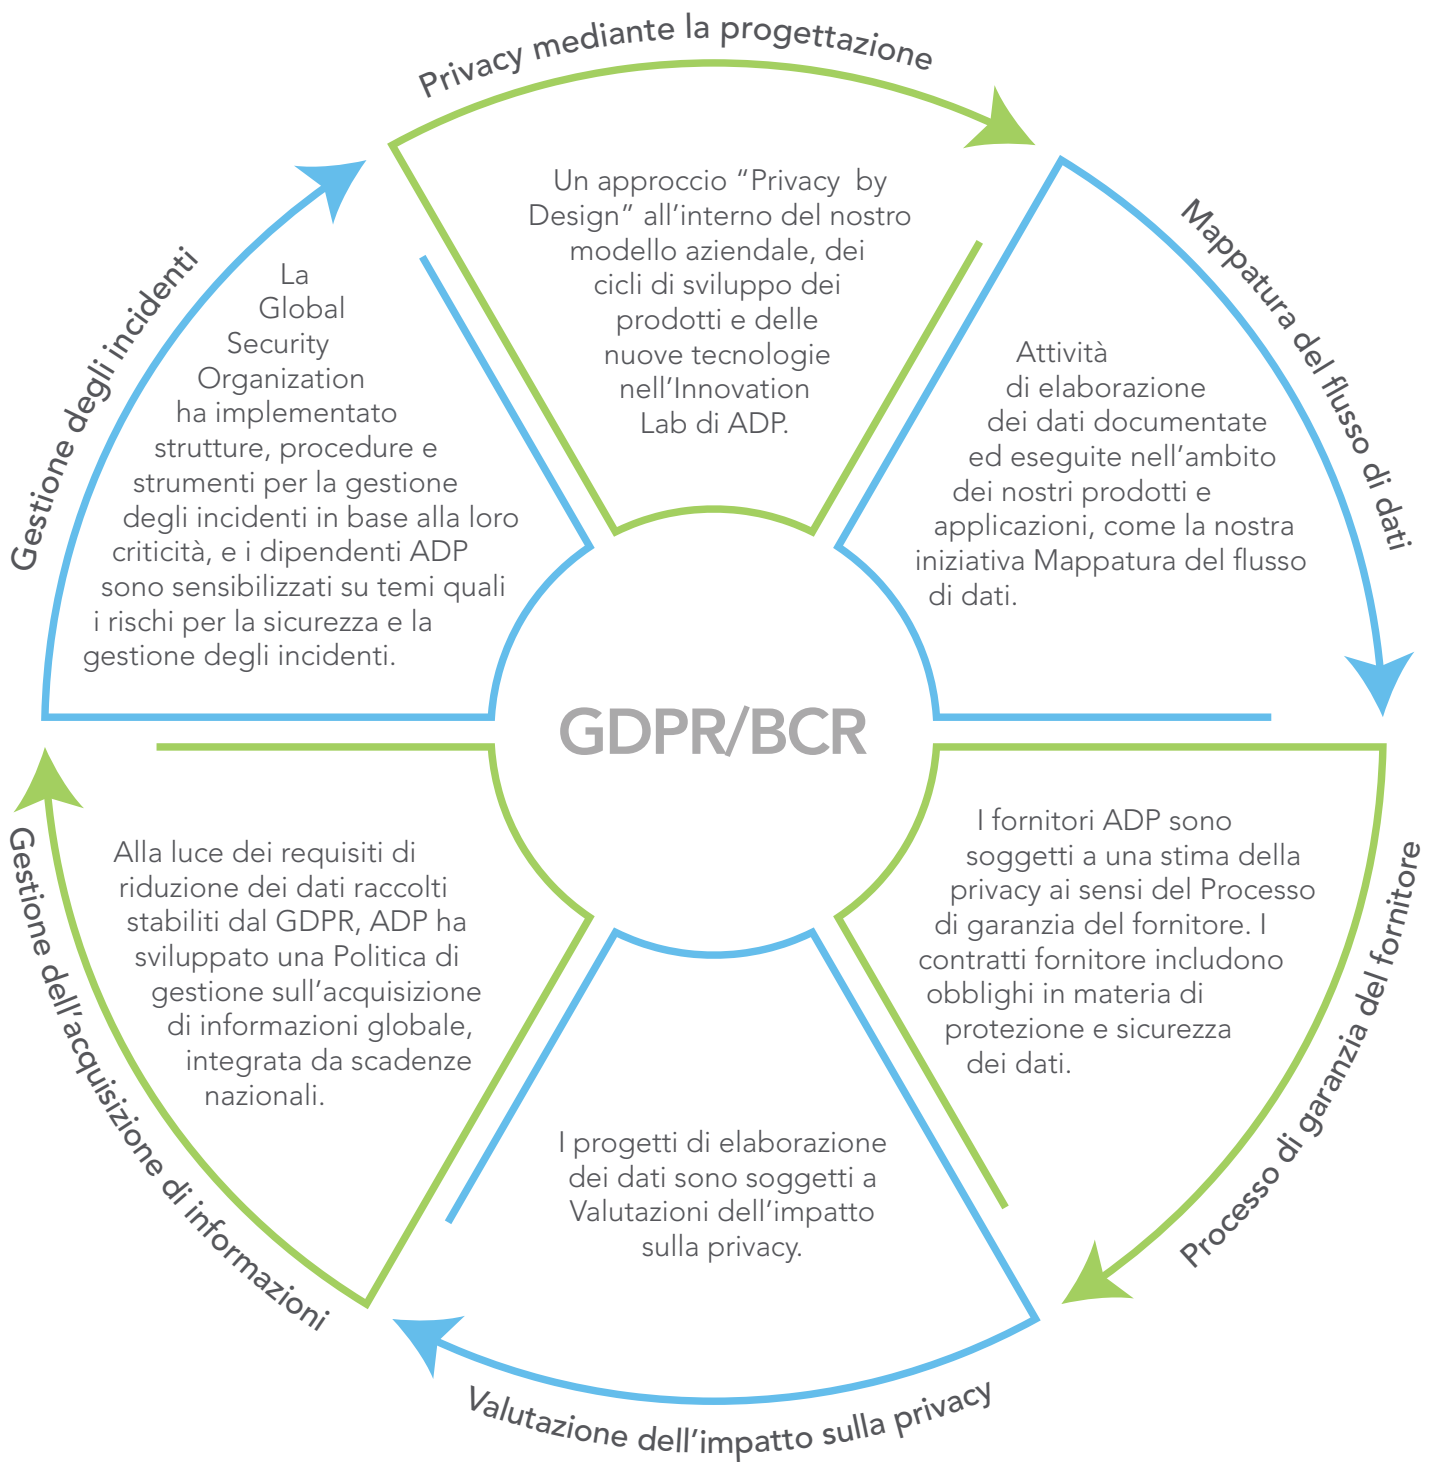 Privacy mediante la progettazione
Un approccio “Privacy by
Design” all’interno del nostro
modello aziendale, dei
cicli di sviluppo dei
prodotti e delle
nuove tecnologie
nell’Innovation
Lab di ADP.
Mappatura del flusso di dati
Attività
di elaborazione
dei dati documentate
ed eseguite nell’ambito
dei nostri prodotti e
applicazioni, come la nostra
iniziativa Mappatura del flusso
di dati.
Processo di garanzia del fornitore
I fornitori ADP sono
soggetti a una stima della
privacy ai sensi del Processo
di garanzia del fornitore. I
contratti fornitore includono
obblighi in materia di
protezione e sicurezza
dei dati.
Valutazione dell'impatto sulla privacy
I progetti di elaborazione
dei dati sono soggetti a
Valutazioni dell’impatto
sulla privacy.
Gestione dell'acquisizione di informazioni
Alla luce dei requisiti di
riduzione dei dati raccolti
stabiliti dal GDPR, ADP ha
sviluppato una Politica di
gestione sull’acquisizione
di informazioni globale,
integrata da scadenze
nazionali.
Gestione degli incidenti
La
Global
Security
Organization
ha implementato
strutture, procedure e
strumenti per la gestione
degli incidenti in base alla loro
criticità, e i dipendenti ADP
sono sensibilizzati su temi quali
i rischi per la sicurezza e la
gestione degli incidenti.
GDPR/BCR